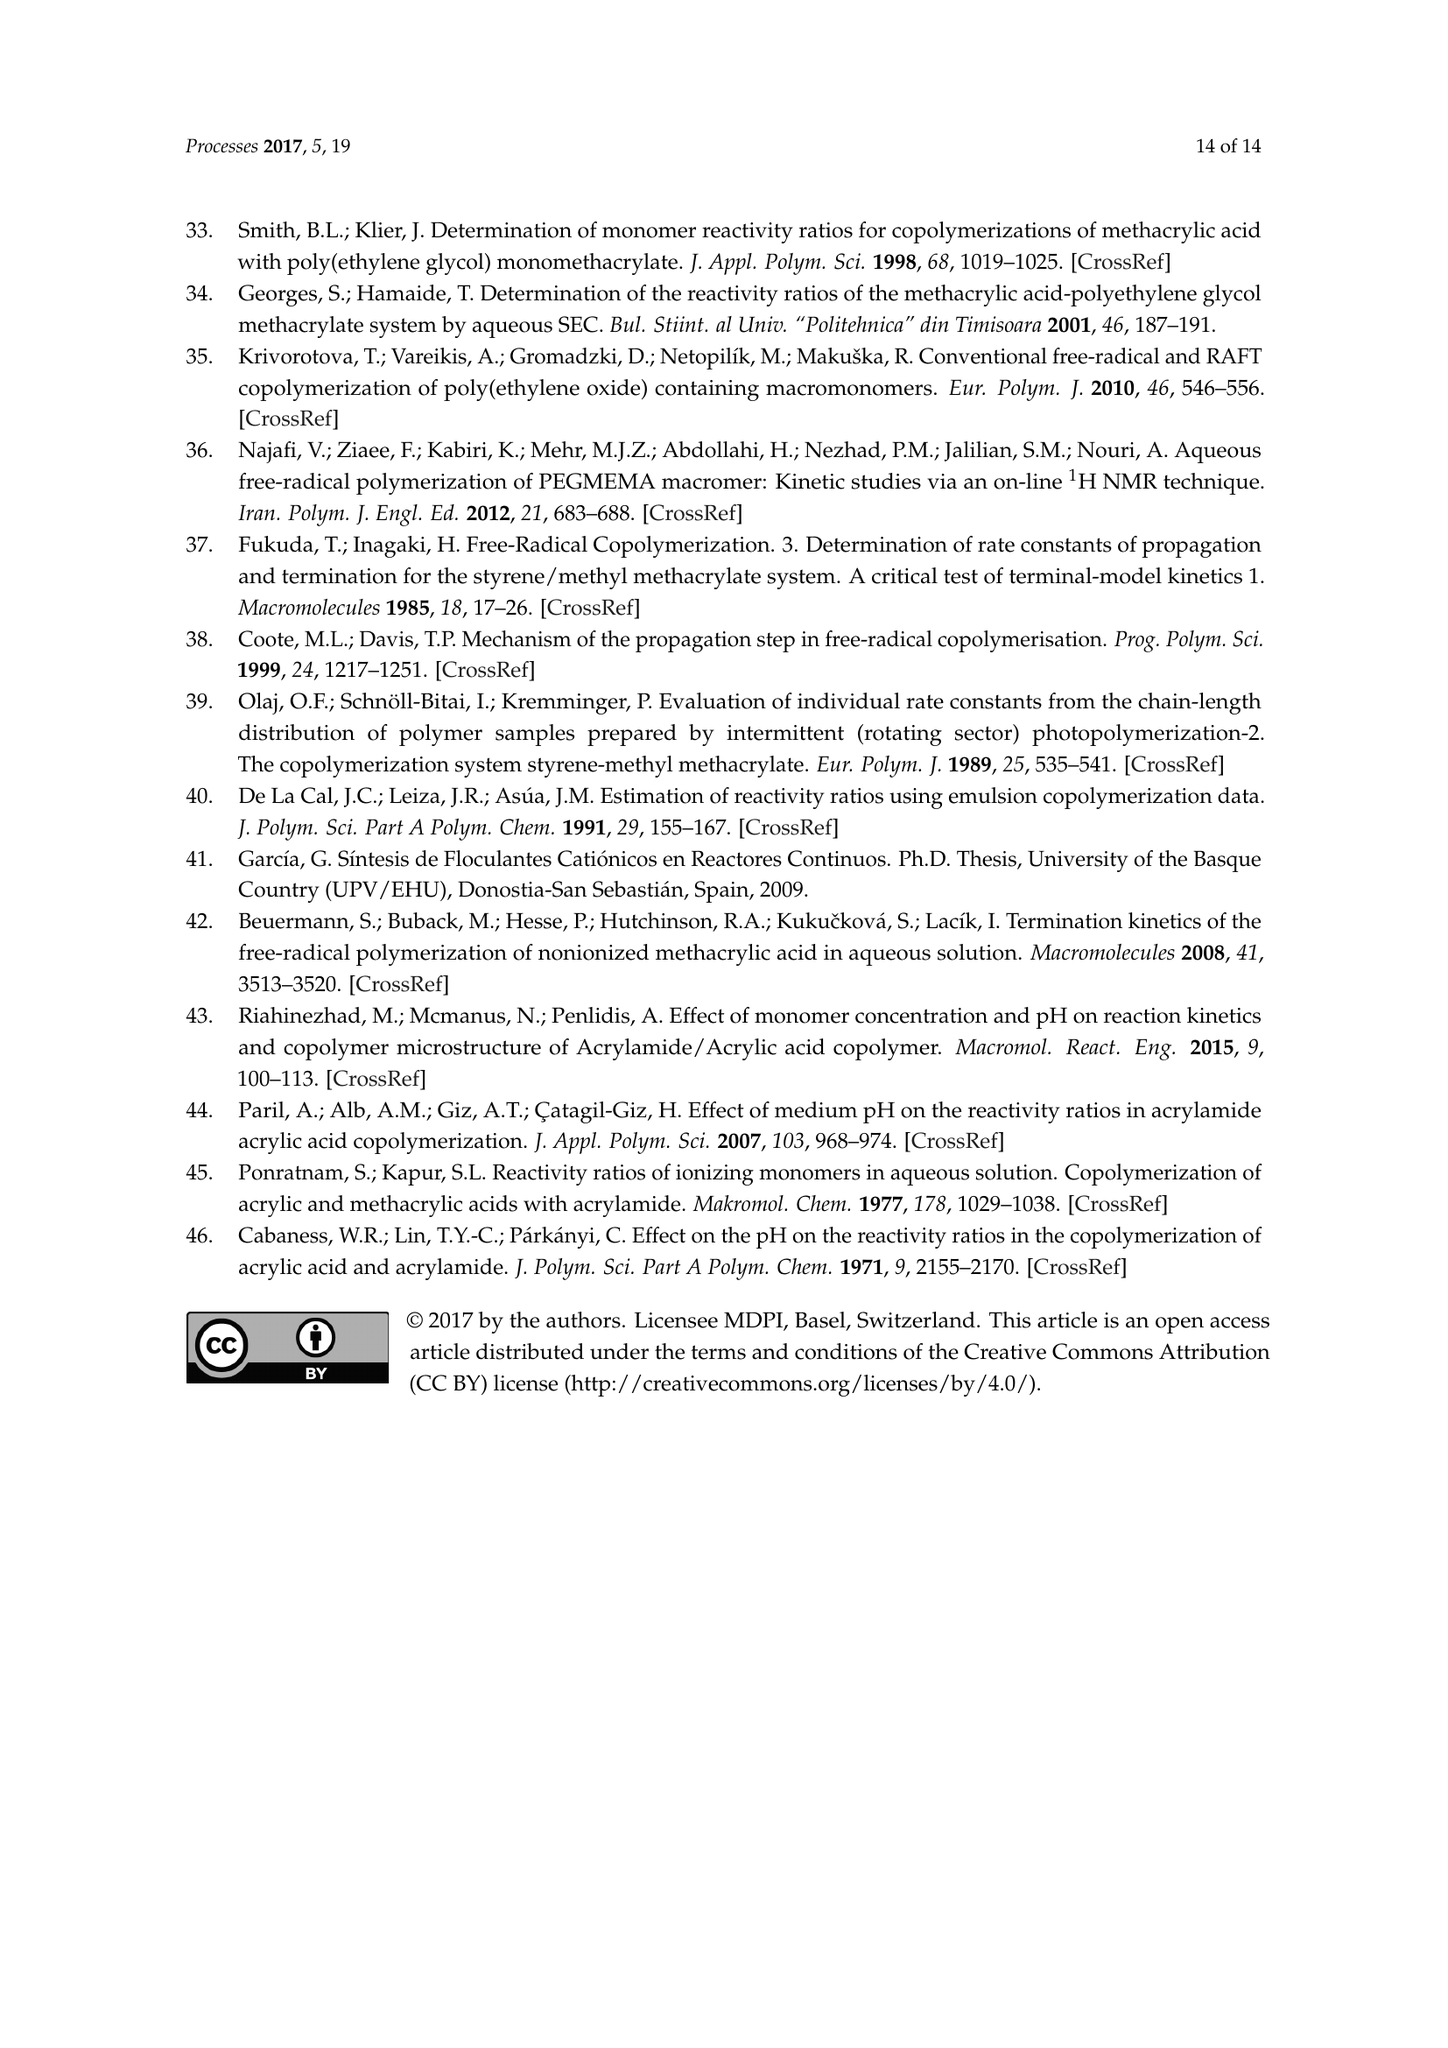 Processes 2017, 5, 19
14 of 14
33. Smith, B.L.; Klier, J. Determination of monomer reactivity ratios for copolymerizations of methacrylic acid
with poly(ethylene glycol) monomethacrylate. J. Appl. Polym. Sci. 1998, 68, 1019–1025. [CrossRef]
34. Georges, S.; Hamaide, T. Determination of the reactivity ratios of the methacrylic acid-polyethylene glycol
methacrylate system by aqueous SEC. Bul. Stiint. al Univ. “Politehnica” din Timisoara 2001, 46, 187–191.
35. Krivorotova, T.; Vareikis, A.; Gromadzki, D.; Netopilík, M.; Makuška, R. Conventional free-radical and RAFT
copolymerization of poly(ethylene oxide) containing macromonomers. Eur. Polym. J. 2010, 46, 546–556.
[CrossRef]
36. Najafi, V.; Ziaee, F.; Kabiri, K.; Mehr, M.J.Z.; Abdollahi, H.; Nezhad, P.M.; Jalilian, S.M.; Nouri, A. Aqueous
free-radical polymerization of PEGMEMA macromer: Kinetic studies via an on-line ¹H NMR technique.
Iran. Polym. J. Engl. Ed. 2012, 21, 683–688. [CrossRef]
37. Fukuda, T.; Inagaki, H. Free-Radical Copolymerization. 3. Determination of rate constants of propagation
and termination for the styrene/methyl methacrylate system. A critical test of terminal-model kinetics 1.
Macromolecules 1985, 18, 17–26. [CrossRef]
38. Coote, M.L.; Davis, T.P. Mechanism of the propagation step in free-radical copolymerisation. Prog. Polym. Sci.
1999, 24, 1217–1251. [CrossRef]
39. Olaj, O.F.; Schnöll-Bitai, I.; Kremminger, P. Evaluation of individual rate constants from the chain-length
distribution of polymer samples prepared by intermittent (rotating sector) photopolymerization-2.
The copolymerization system styrene-methyl methacrylate. Eur. Polym. J. 1989, 25, 535–541. [CrossRef]
40. De La Cal, J.C.; Leiza, J.R.; Asúa, J.M. Estimation of reactivity ratios using emulsion copolymerization data.
J. Polym. Sci. Part A Polym. Chem. 1991, 29, 155–167. [CrossRef]
41. García, G. Síntesis de Floculantes Catiónicos en Reactores Continuos. Ph.D. Thesis, University of the Basque
Country (UPV/EHU), Donostia-San Sebastián, Spain, 2009.
42. Beuermann, S.; Buback, M.; Hesse, P.; Hutchinson, R.A.; Kukučková, S.; Lacík, I. Termination kinetics of the
free-radical polymerization of nonionized methacrylic acid in aqueous solution. Macromolecules 2008, 41,
3513–3520. [CrossRef]
43. Riahinezhad, M.; Mcmanus, N.; Penlidis, A. Effect of monomer concentration and pH on reaction kinetics
and copolymer microstructure of Acrylamide/Acrylic acid copolymer. Macromol. React. Eng. 2015, 9,
100–113. [CrossRef]
44. Paril, A.; Alb, A.M.; Giz, A.T.; Çatagil-Giz, H. Effect of medium pH on the reactivity ratios in acrylamide
acrylic acid copolymerization. J. Appl. Polym. Sci. 2007, 103, 968–974. [CrossRef]
45. Ponratnam, S.; Kapur, S.L. Reactivity ratios of ionizing monomers in aqueous solution. Copolymerization of
acrylic and methacrylic acids with acrylamide. Makromol. Chem. 1977, 178, 1029–1038. [CrossRef]
46. Cabaness, W.R.; Lin, T.Y.-C.; Párkányi, C. Effect on the pH on the reactivity ratios in the copolymerization of
acrylic acid and acrylamide. J. Polym. Sci. Part A Polym. Chem. 1971, 9, 2155–2170. [CrossRef]
cc
BY
© 2017 by the authors. Licensee MDPI, Basel, Switzerland. This article is an open access
article distributed under the terms and conditions of the Creative Commons Attribution
(CC BY) license (http://creativecommons.org/licenses/by/4.0/).